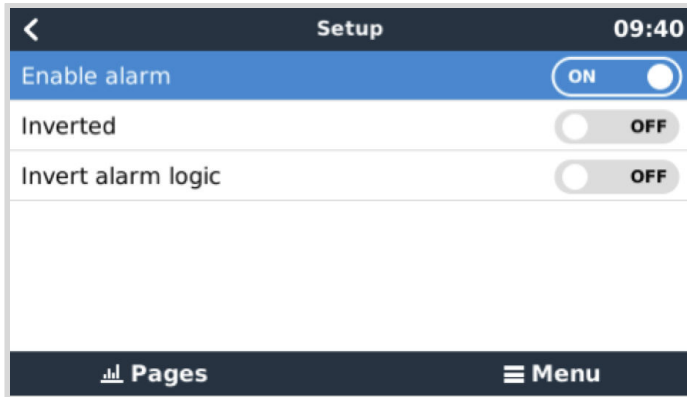 Setup 09:40
Enable alarm ON
Inverted OFF
Invert alarm logic OFF
Pages Menu